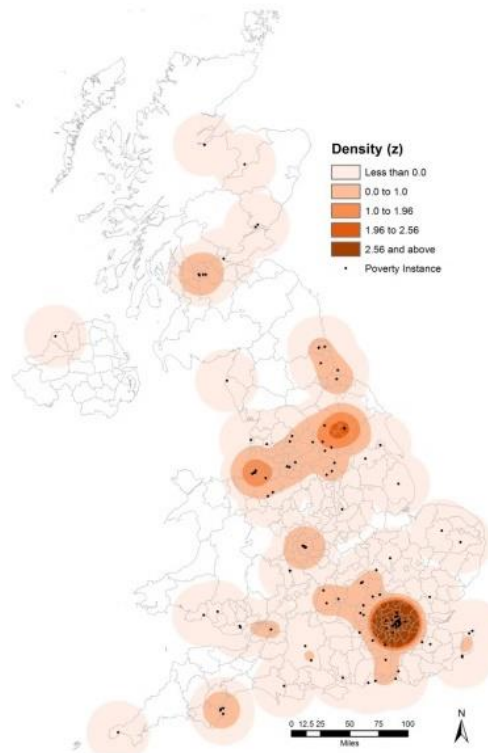 Density (z)
Less than 0.0
0.0 to 1.0
1.0 to 1.96
1.96 to 2.56
2.56 and above
Poverty Instance
N
0 12.5 25 50 75 100
Miles